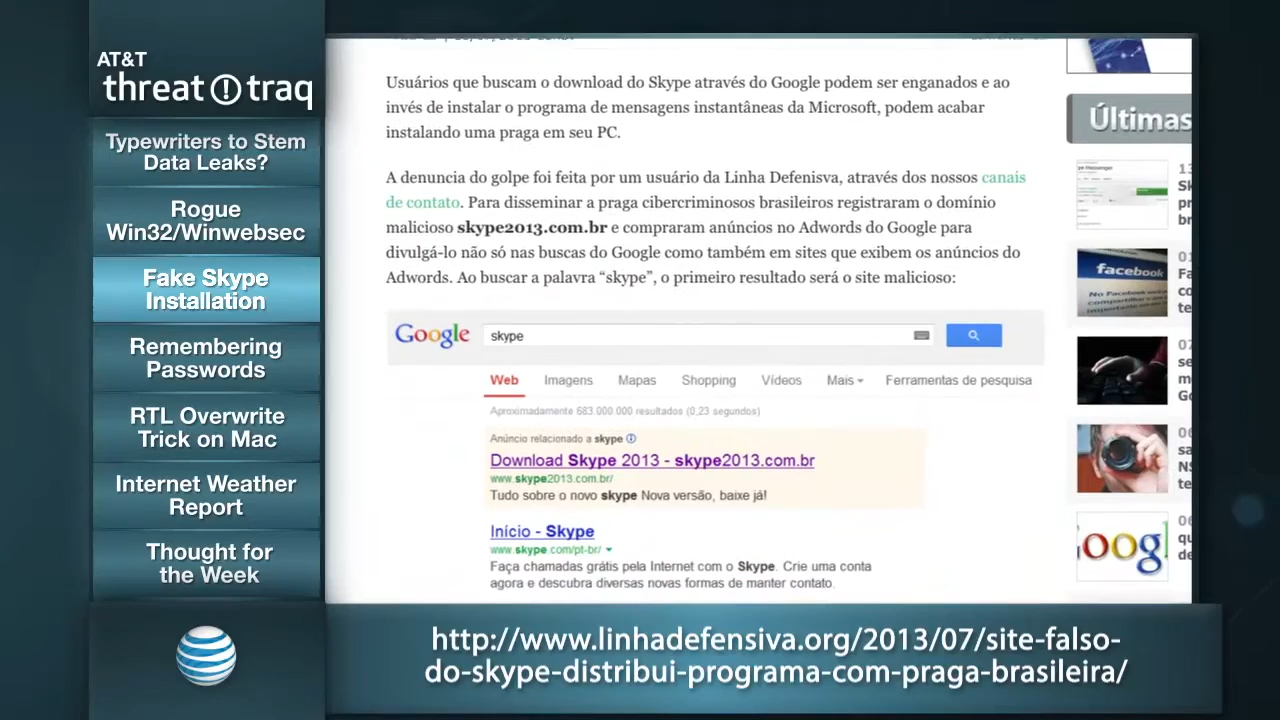 AT&T
threat traq
Typewriters to Stem
Data Leaks?
Rogue
Win32/Winwebsec
Fake Skype
Installation
Remembering
Passwords
RTL Overwrite
Trick on Mac
Internet Weather
Report
Thought for
the Week
Usuários que buscam o download do Skype através do Google podem ser enganados e ao
invés de instalar o programa de mensagens instantâneas da Microsoft, podem acabar
instalando uma praga em seu PC.
enuncia do golpe foi feita por um usuário da Linha Defensiva, através dos nossos canais
de contato. Para disseminar a praga cibercriminosos brasileiros registraram o domínio
malicioso skype2013.com.br e compraram anúncios no Adwords do Google para
divulgá-lo não só nas buscas do Google como também em sites que exibem os anúncios do
Adwords. Ao buscar a palavra “skype”, o primeiro resultado será o site malicioso:
Google skype
Web Imagens Mapas Shopping Vídeos Mais Ferramentas de pesquisa
Aproximadamente 683.000.000 resultados (0,23 segundos)
Anúncio relacionado a skype
Download Skype 2013 - skype2013.com.br
www.skype2013.com.br/
Tudo sobre o novo skype Nova versão, baixe já!
Início - Skype
www.skype.com/pt-br/
Faça chamadas grátis pela Internet com o Skype. Crie uma conta
agora e descubra diversas novas formas de manter contato.
Últimas
facebook
http://www.linhadefensiva.org/2013/07/site-falso-
do-skype-distribui-programa-com-praga-brasileira/